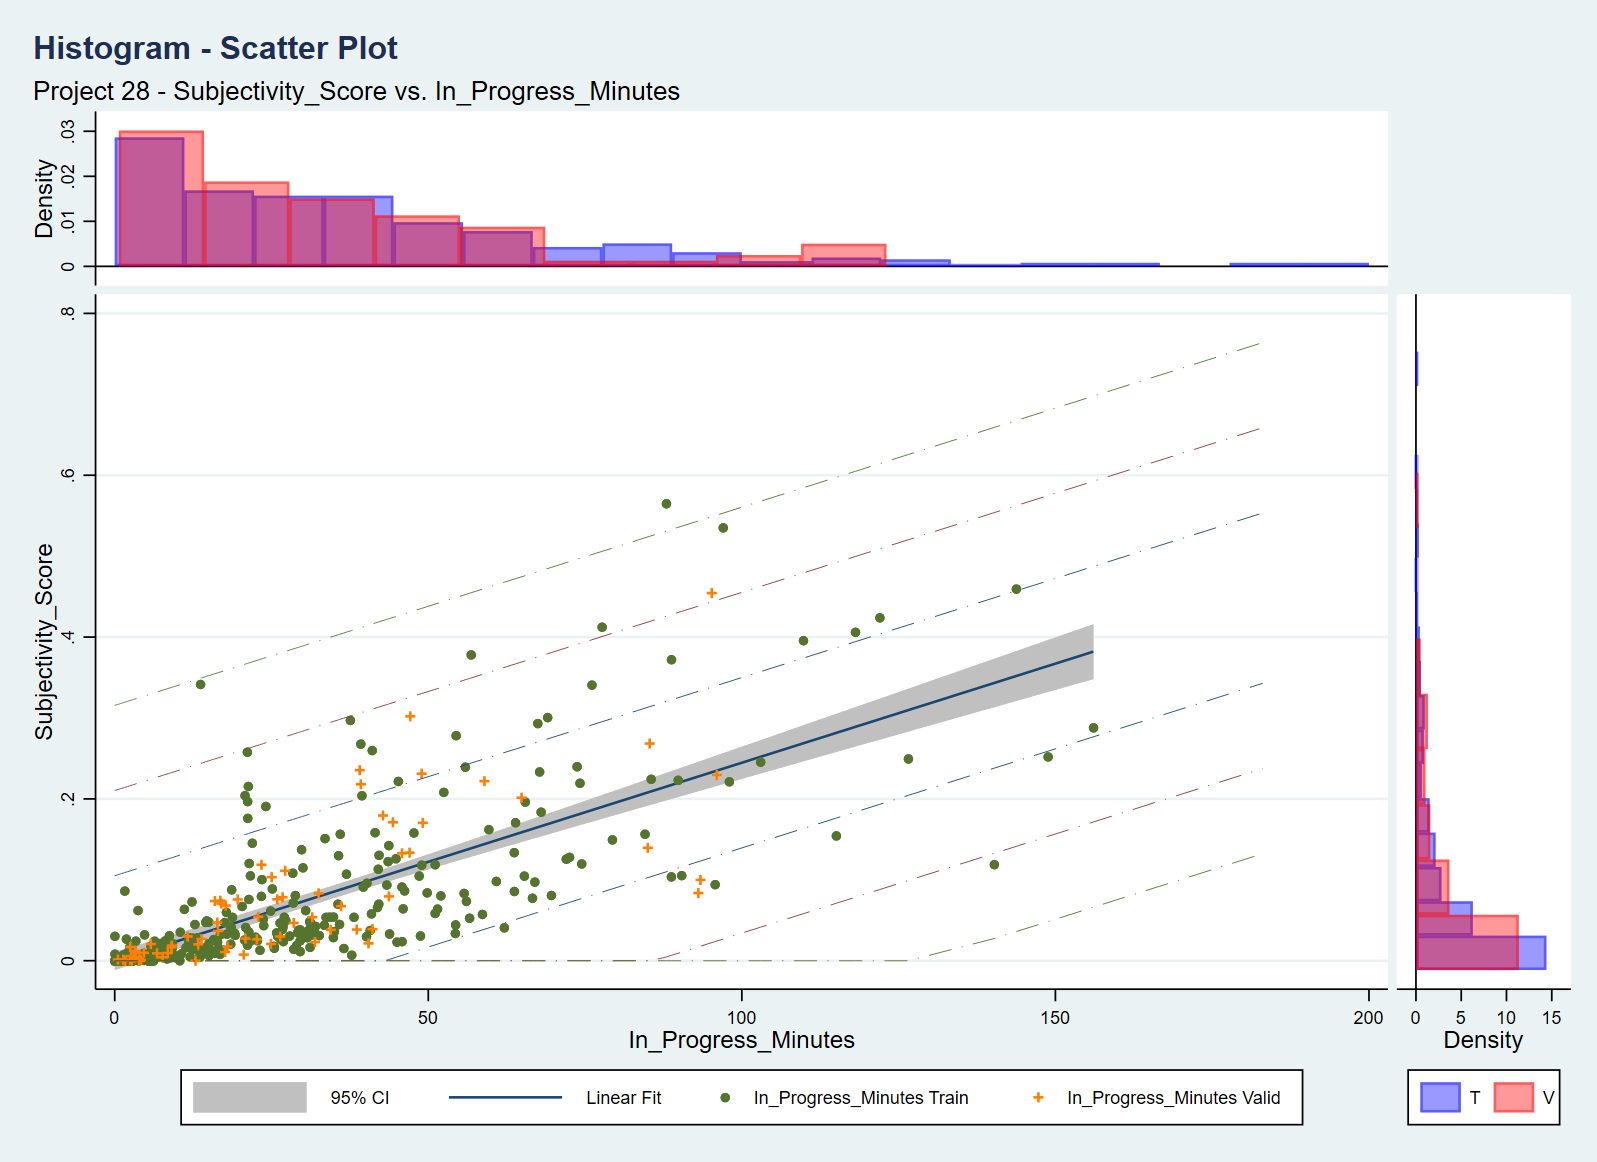 Histogram - Scatter Plot
Project 28 - Subjectivity_Score vs. In_Progress_Minutes
Density
.03
.02
.01
0
Subjectivity_Score
.8
.6
.4
.2
0
0 50 100 150 200
In_Progress_Minutes
0 5 10 15
Density
95% CI Linear Fit In_Progress_Minutes Train In_Progress_Minutes Valid
T V